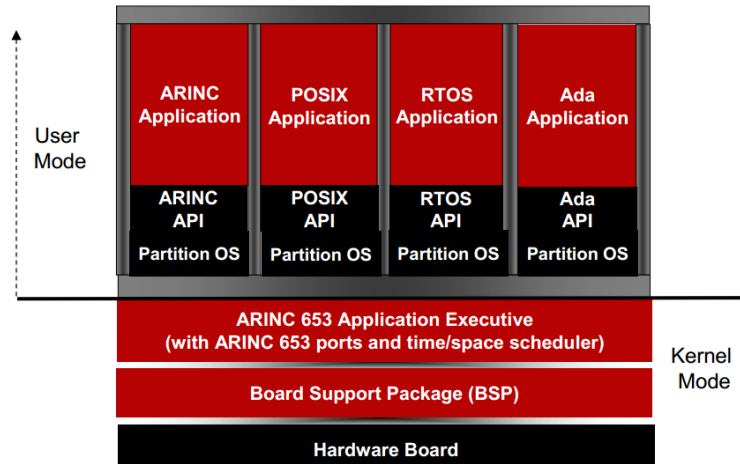 ARINC
Application
POSIX
Application
RTOS
Application
Ada
Application
User
Mode
ARINC
API
POSIX
API
RTOS
API
Ada
API
Partition OS
Partition OS
Partition OS
Partition OS
ARINC 653 Application Executive
(with ARINC 653 ports and time/space scheduler)
Kernel
Mode
Board Support Package (BSP)
Hardware Board